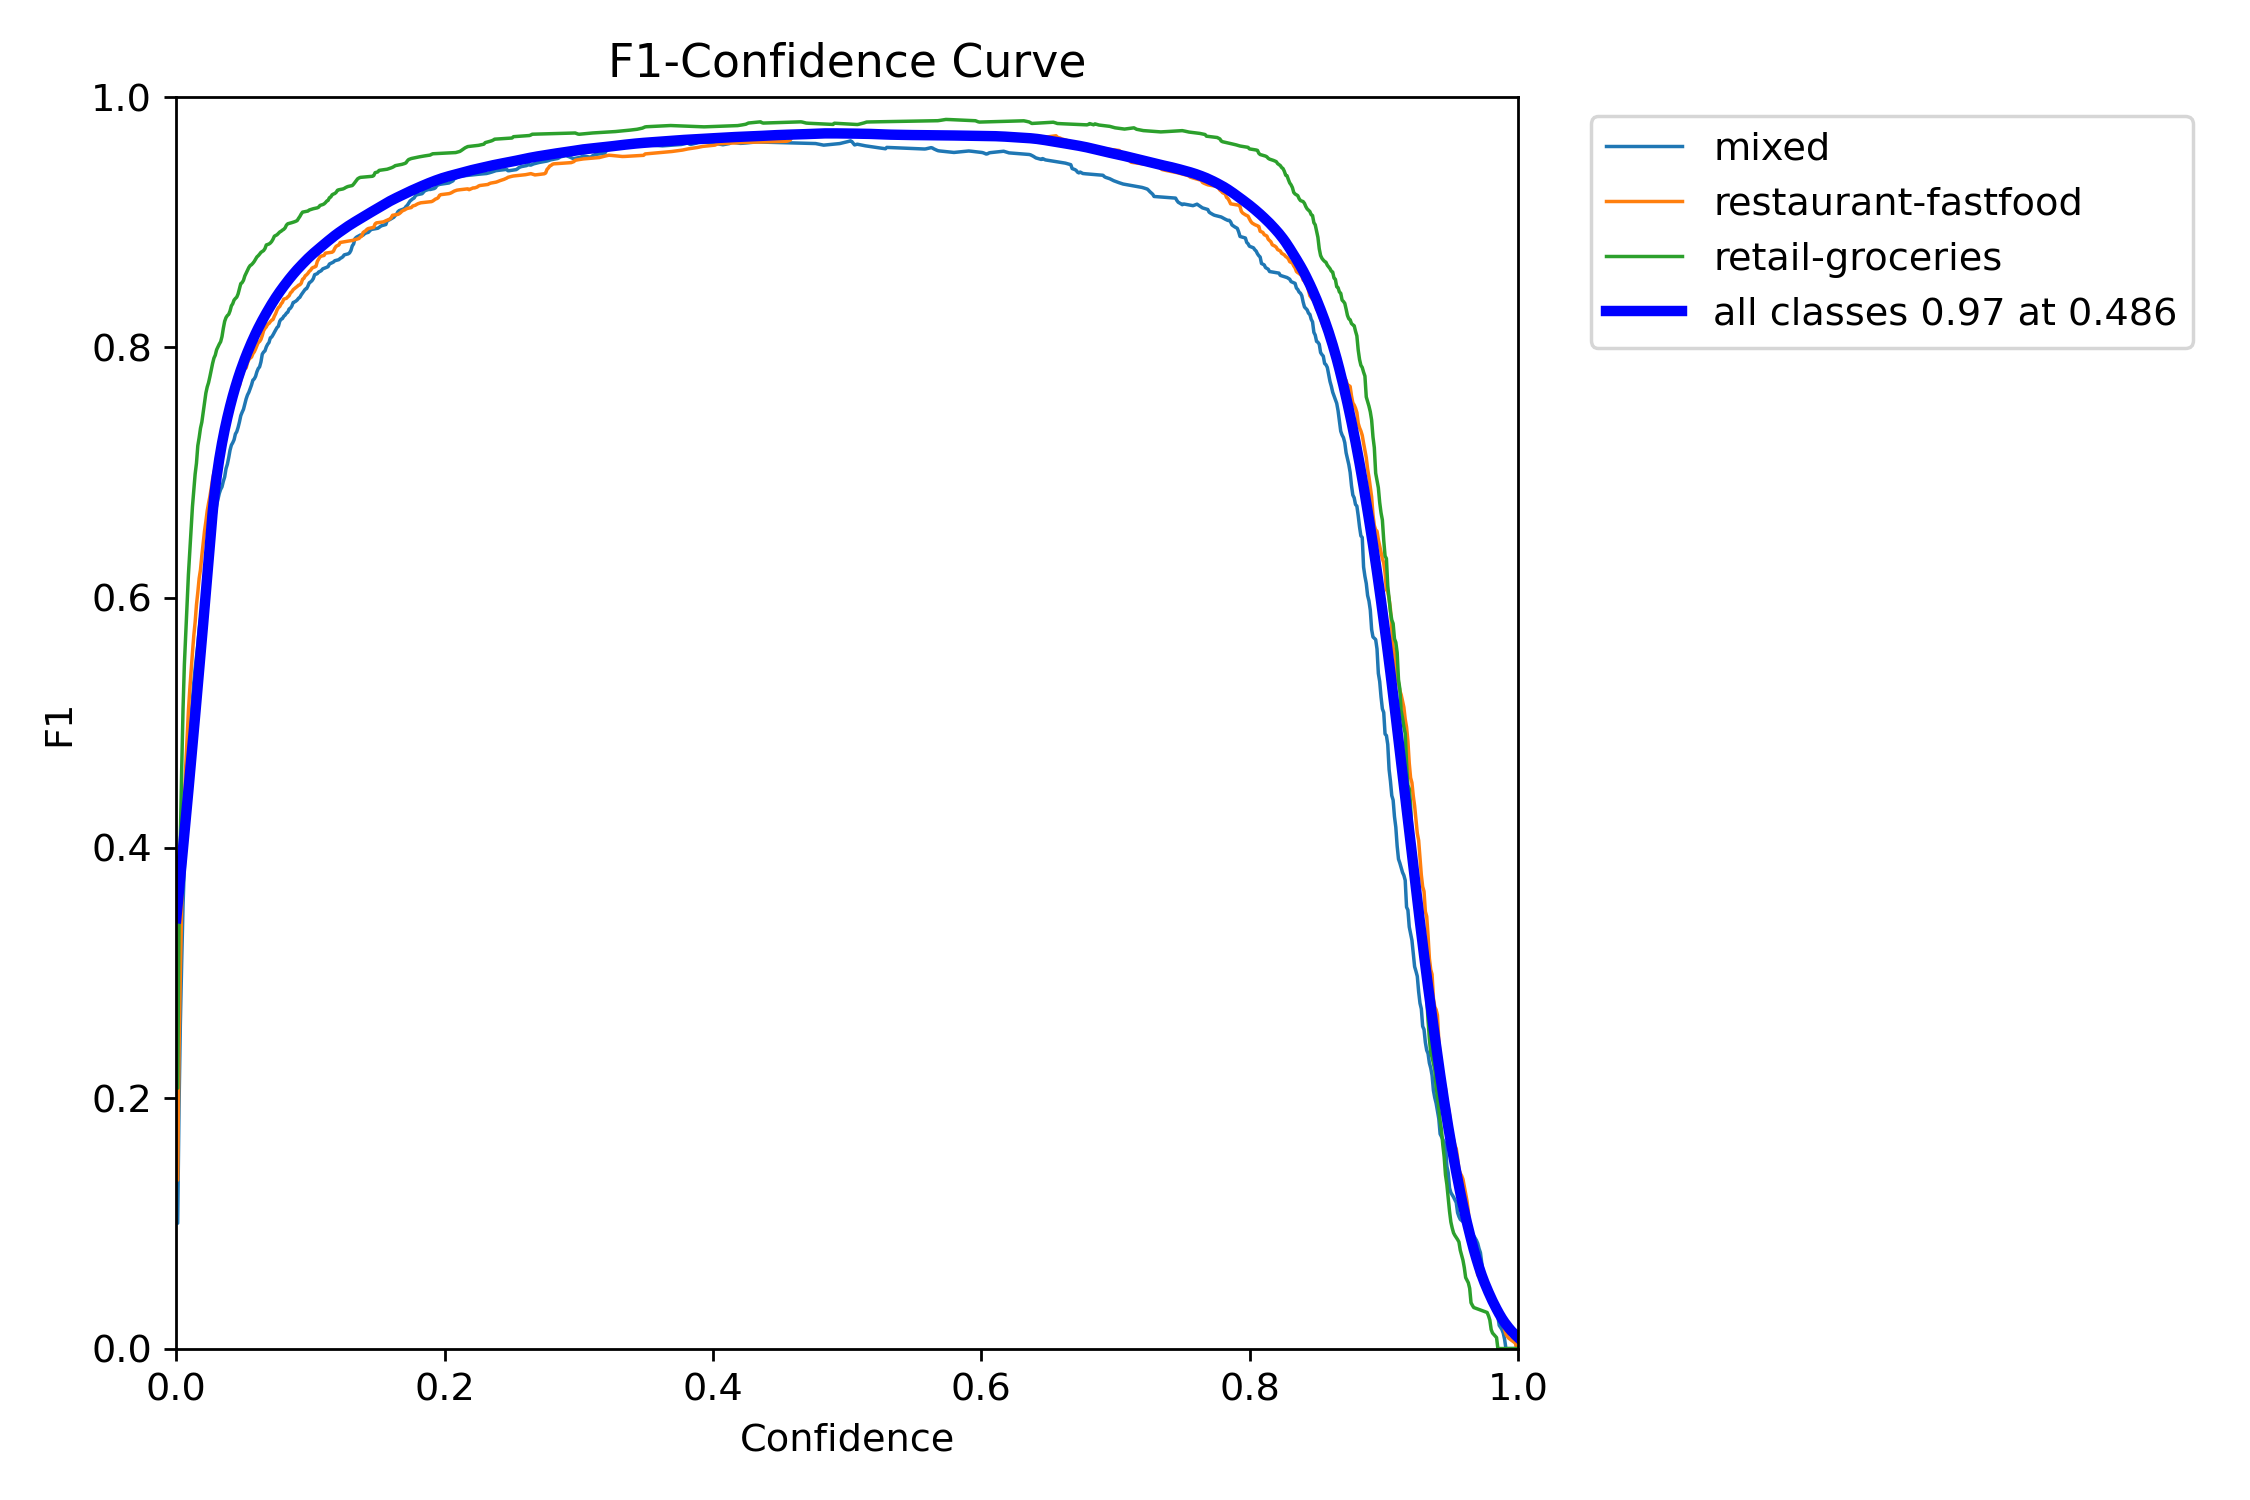 F1-Confidence Curve
1.0
0.8
0.6
0.4
0.2
0.0
F1
0.0 0.2 0.4 0.6 0.8 1.0
Confidence
mixed
restaurant-fastfood
retail-groceries
all classes 0.97 at 0.486